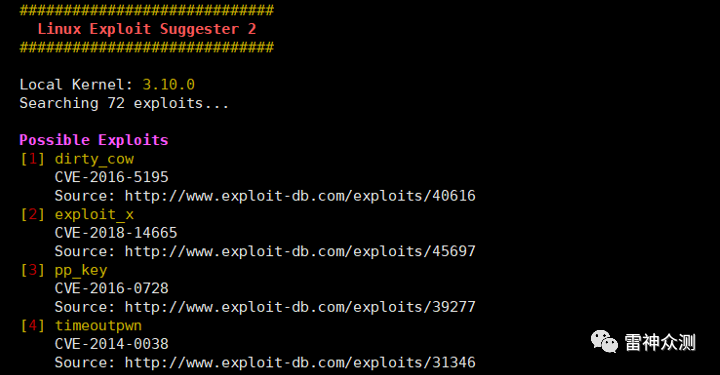 #############################
Linux Exploit Suggester 2
#############################
Local Kernel: 3.10.0
Searching 72 exploits...
Possible Exploits
[1] dirty_cow
CVE-2016-5195
Source: http://www.exploit-db.com/exploits/40616
[2] exploit_x
CVE-2018-14665
Source: http://www.exploit-db.com/exploits/45697
[3] pp_key
CVE-2016-0728
Source: http://www.exploit-db.com/exploits/39277
[4] timeoutpwn
CVE-2014-0038
Source: http://www.exploit-db.com/exploits/31346
雷神众测